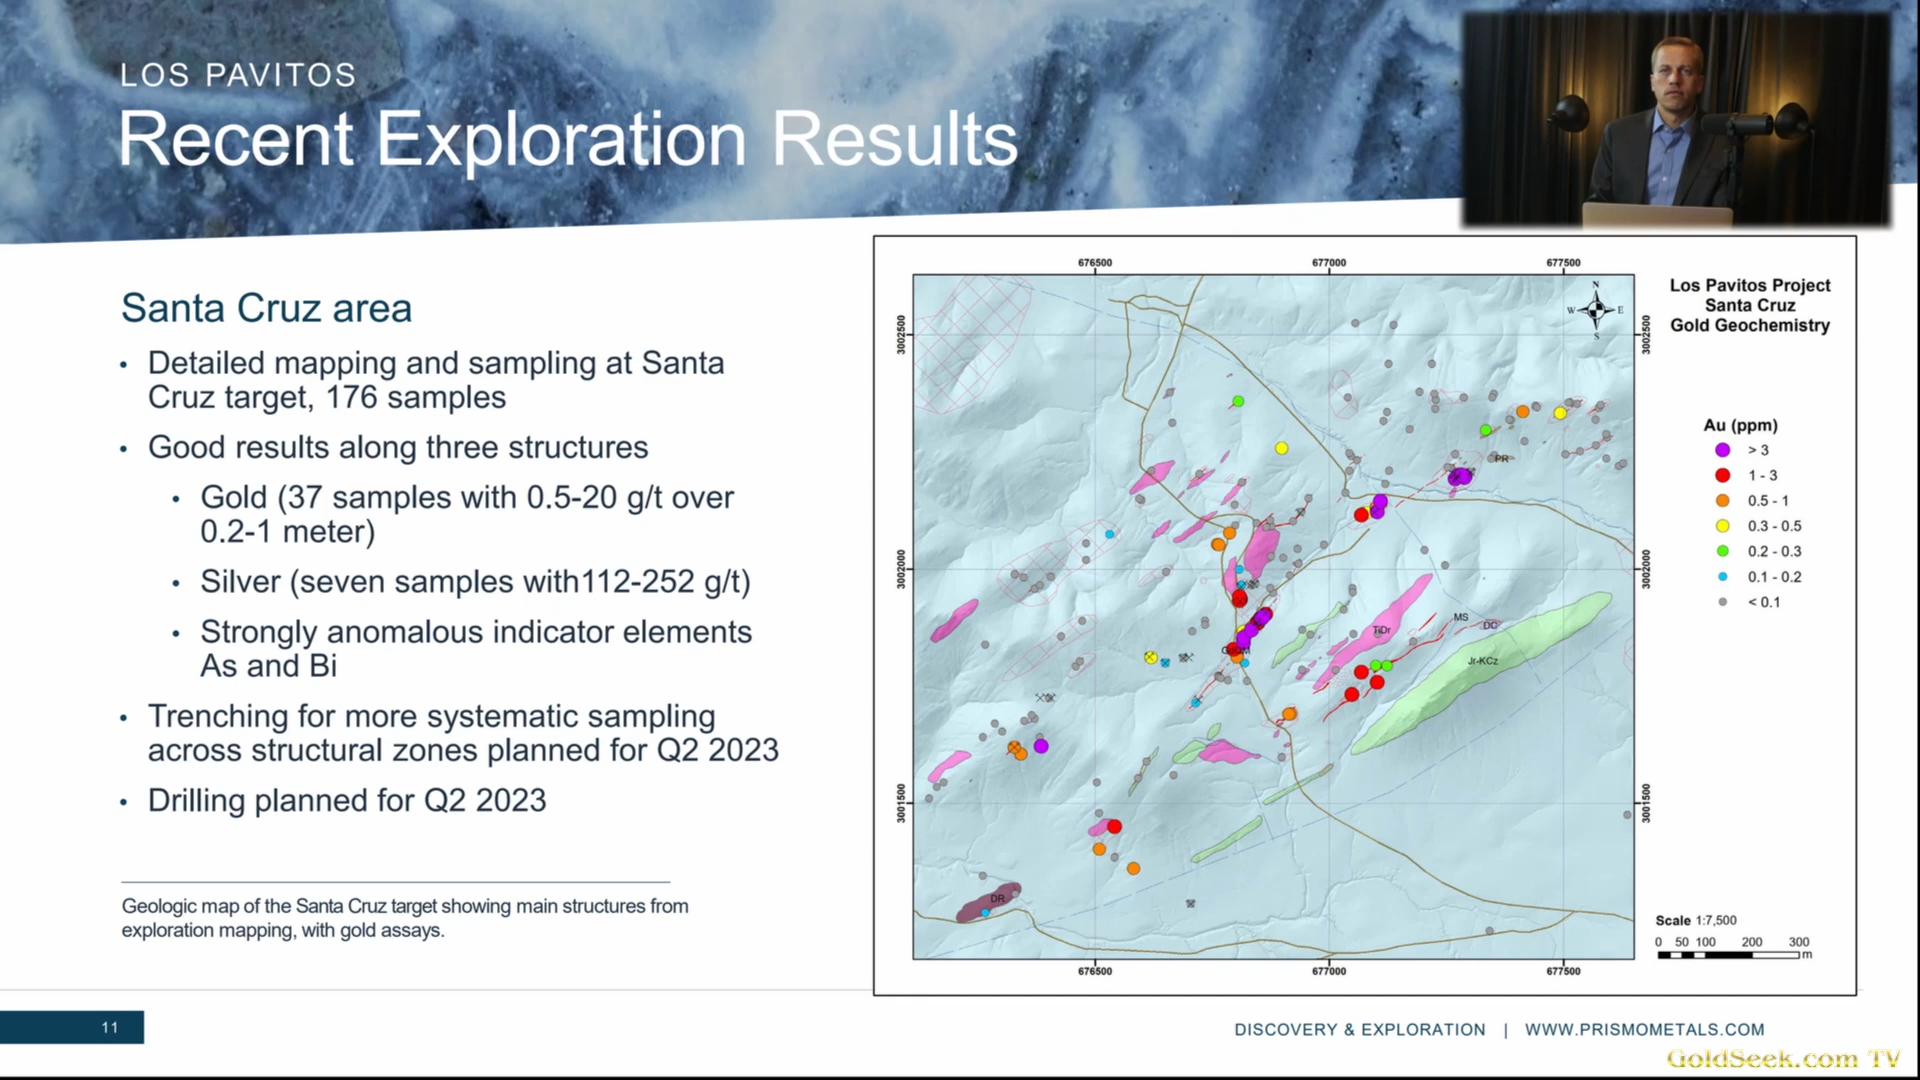 LOS PAVITOS
Recent Exploration Results
Santa Cruz area
• Detailed mapping and sampling at Santa
Cruz target, 176 samples
• Good results along three structures
• Gold (37 samples with 0.5-20 g/t over
0.2-1 meter)
• Silver (seven samples with112-252 g/t)
• Strongly anomalous indicator elements
As and Bi
• Trenching for more systematic sampling
across structural zones planned for Q2 2023
• Drilling planned for Q2 2023
Geologic map of the Santa Cruz target showing main structures from
exploration mapping, with gold assays.
676500 677000 677500
3002500 3002500
3002000 3002000
3001500 3001500
N
W E
S
PR
MS
DC
TiDr
Jr-KCz
DR
676500 677000 677500
Los Pavitos Project
Santa Cruz
Gold Geochemistry
Au (ppm)
> 3
1 - 3
0.5 - 1
0.3 - 0.5
0.2 - 0.3
0.1 - 0.2
< 0.1
Scale 1:7,500
0 50 100 200 300
m
11
DISCOVERY & EXPLORATION | WWW.PRISMOMETALS.COM
GoldSeek.com TV